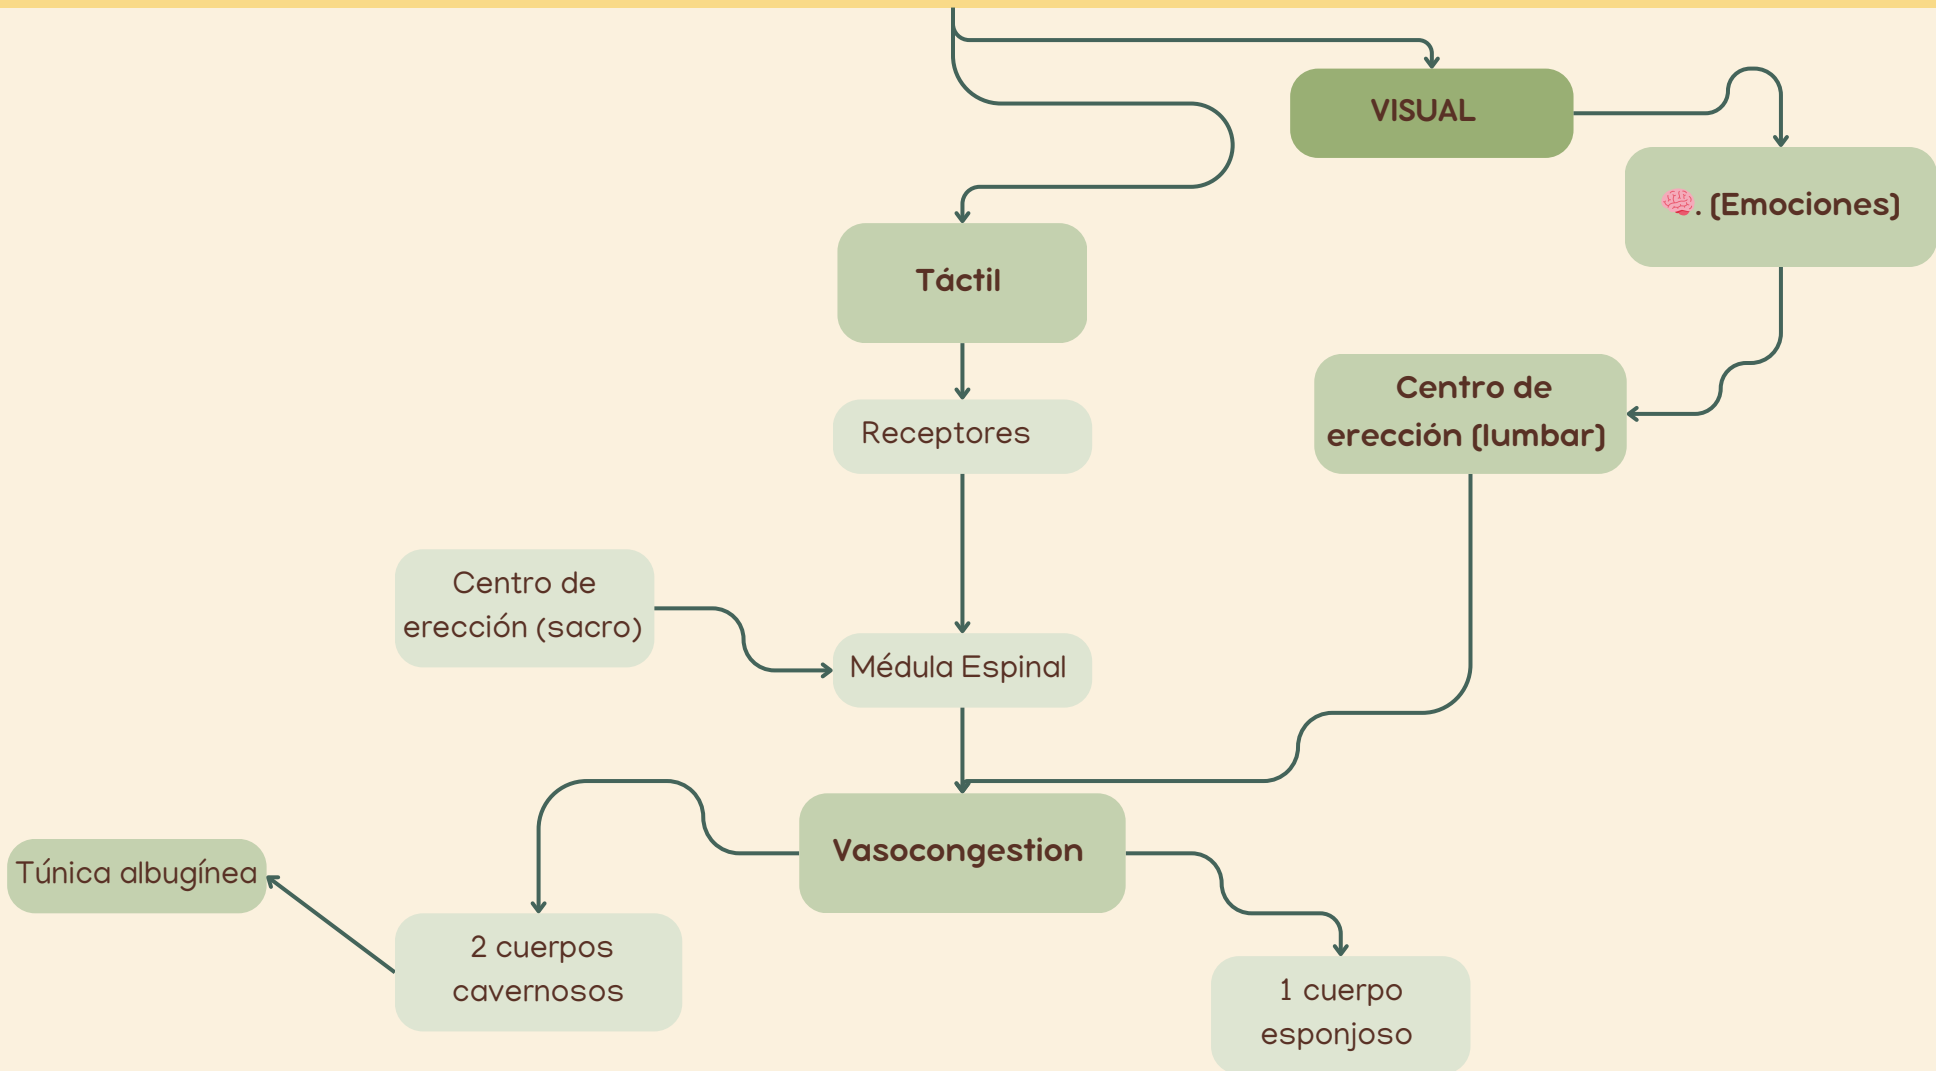 VISUAL
🧠. (Emociones)
Táctil
Centro de
erección (lumbar)
Receptores
Centro de
erección (sacro)
Médula Espinal
Vasocongestion
Túnica albugínea
2 cuerpos
cavernosos
1 cuerpo
esponjoso